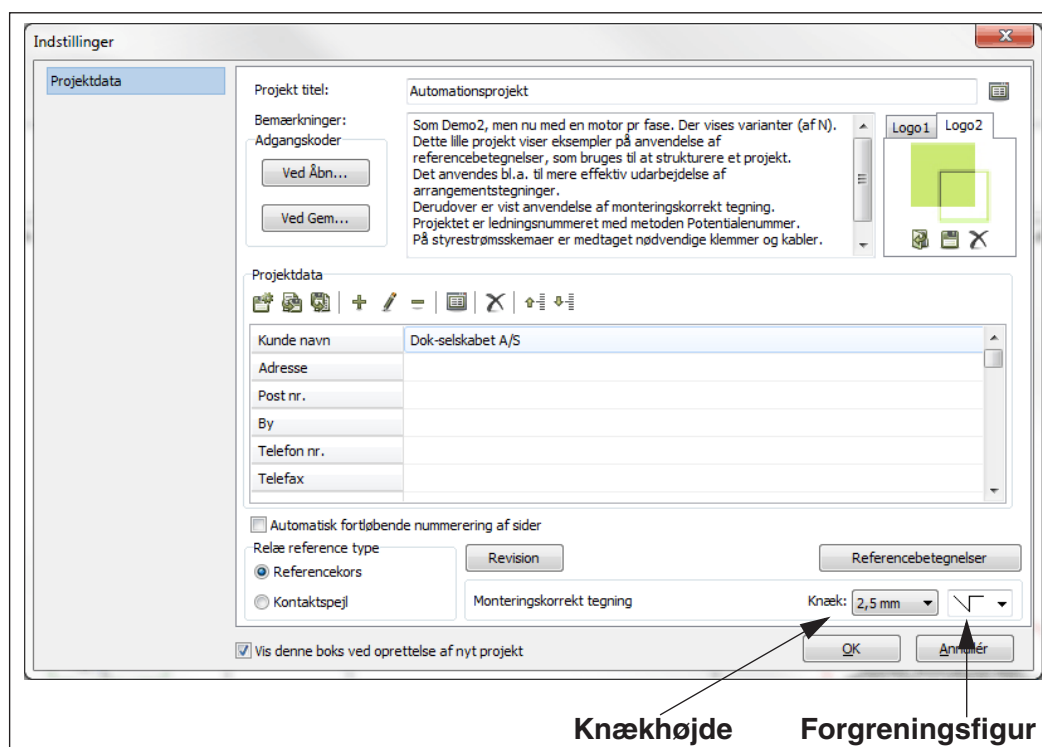 Indstillinger
Projektdata
Projekt titel:
Automationsprojekt
Bemærkninger:
Adgangskoder
Ved Åbn...
Ved Gem...
Som Demo2, men nu med en motor pr fase. Der vises varianter (af N).
Dette lille projekt viser eksempler på anvendelse af
referencebetegnelser, som bruges til at strukturere et projekt.
Det anvendes bl.a. til mere effektiv udarbejdelse af
arrangementstegninger.
Derudover er vist anvendelse af monteringskorrekt tegning.
Projektet er ledningsnummeret med metoden Potentialenummer.
På styrestrømsskemaer er medtaget nødvendige klemmer og kabler.
Logo1 Logo2
Projektdata
Kunde navn Dok-selskabet A/S
Adresse
Post nr.
By
Telefon nr.
Telefax
Automatisk fortløbende nummerering af sider
Relæ reference type
Referencekors
Kontaktspejl
Revision
Referencebetegnelser
Monteringskorrekt tegning
Knæk: 2,5 mm
Vis denne boks ved oprettelse af nyt projekt
OK
Annullér
Knækhøjde Forgreningsfigur